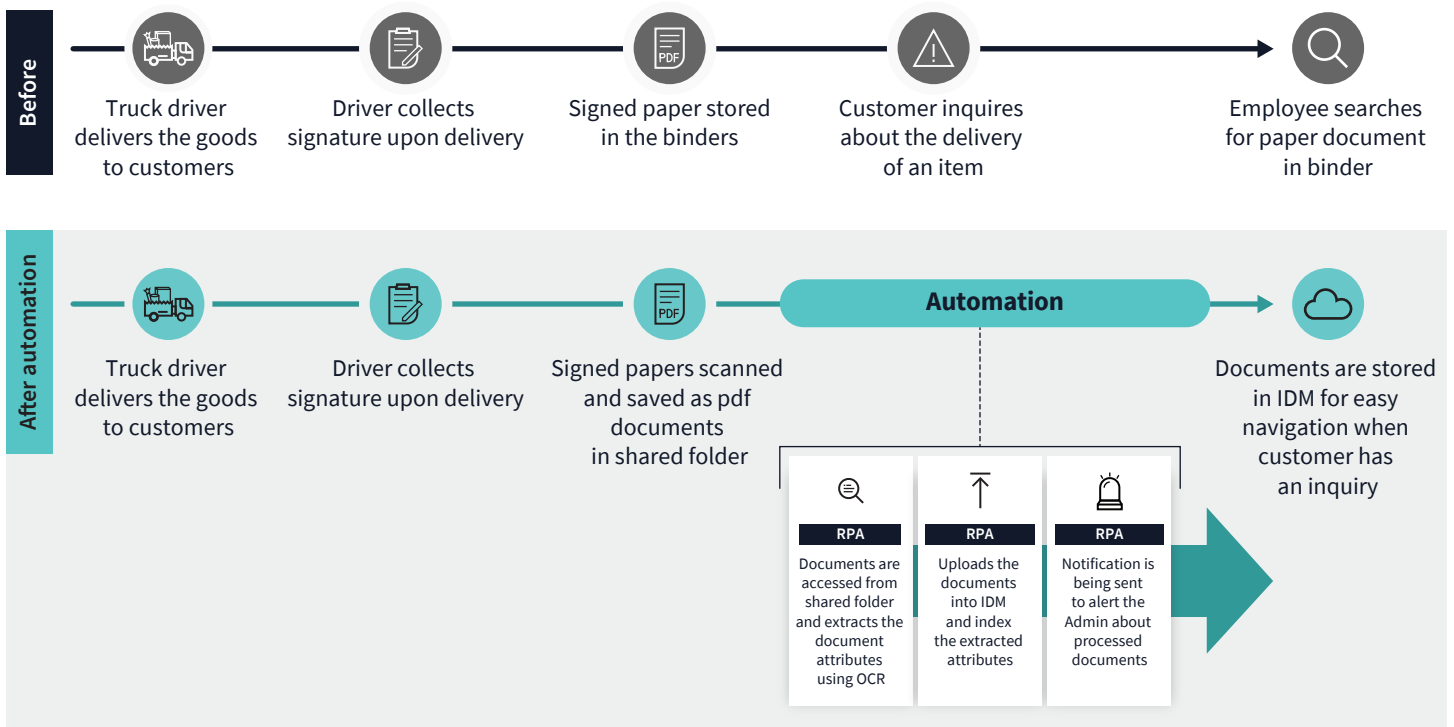 Before
Truck driver
delivers the goods
to customers
Driver collects
signature upon delivery
PDF
Signed paper stored
in the binders
Customer inquires
about the delivery
of an item
Employee searches
for paper document
in binder
After automation
Truck driver
delivers the goods
to customers
Driver collects
signature upon delivery
PDF
Signed papers scanned
and saved as pdf
documents
in shared folder
Automation
RPA
Documents are
accessed from
shared folder
and extracts the
document
attributes
using OCR
RPA
Uploads the
documents
into IDM
and index
the extracted
attributes
RPA
Notification is
being sent
to alert the
Admin about
processed
documents
Documents are stored
in IDM for easy
navigation when
customer has
an inquiry